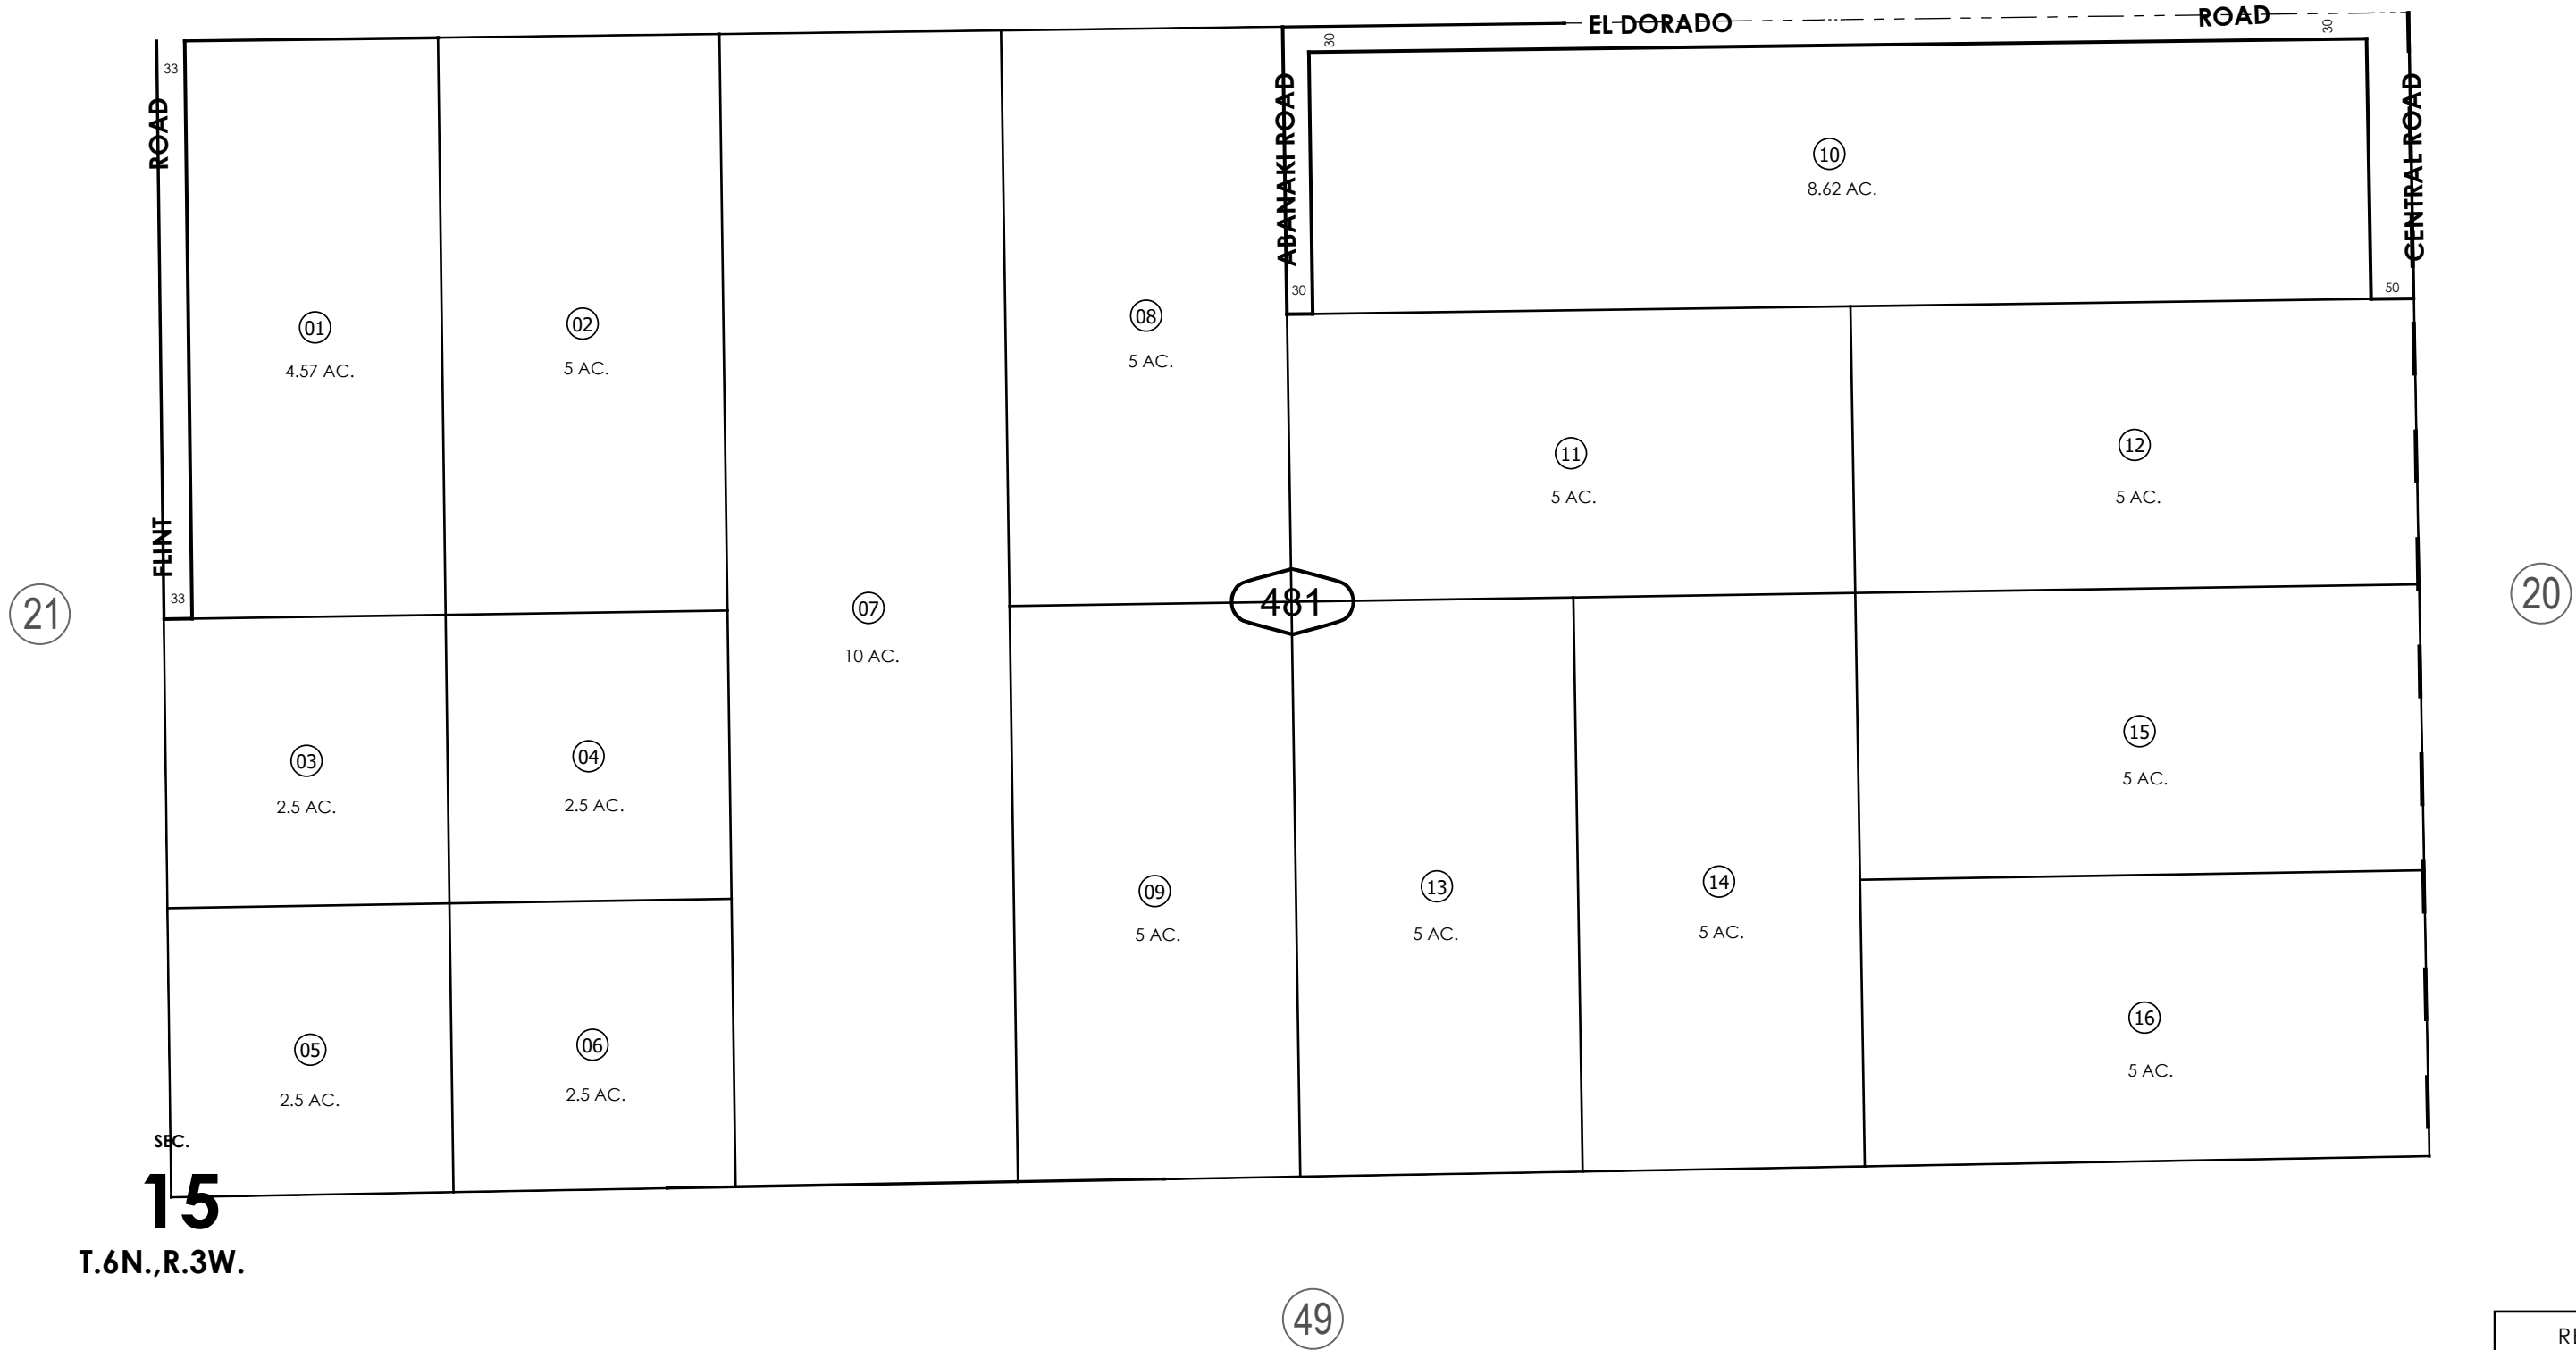 EL DORADO ROAD
30
30
33
ROAD
ABANAKI ROAD
CENTRAL ROAD
10
8.62 AC.
30
50
01
4.57 AC.
02
5 AC.
08
5 AC.
11
5 AC.
12
5 AC.
FLINT
33
21
07
10 AC.
481
20
03
2.5 AC.
04
2.5 AC.
15
5 AC.
09
5 AC.
13
5 AC.
14
5 AC.
05
2.5 AC.
06
2.5 AC.
16
5 AC.
SEC.
15
T.6N.,R.3W.
49